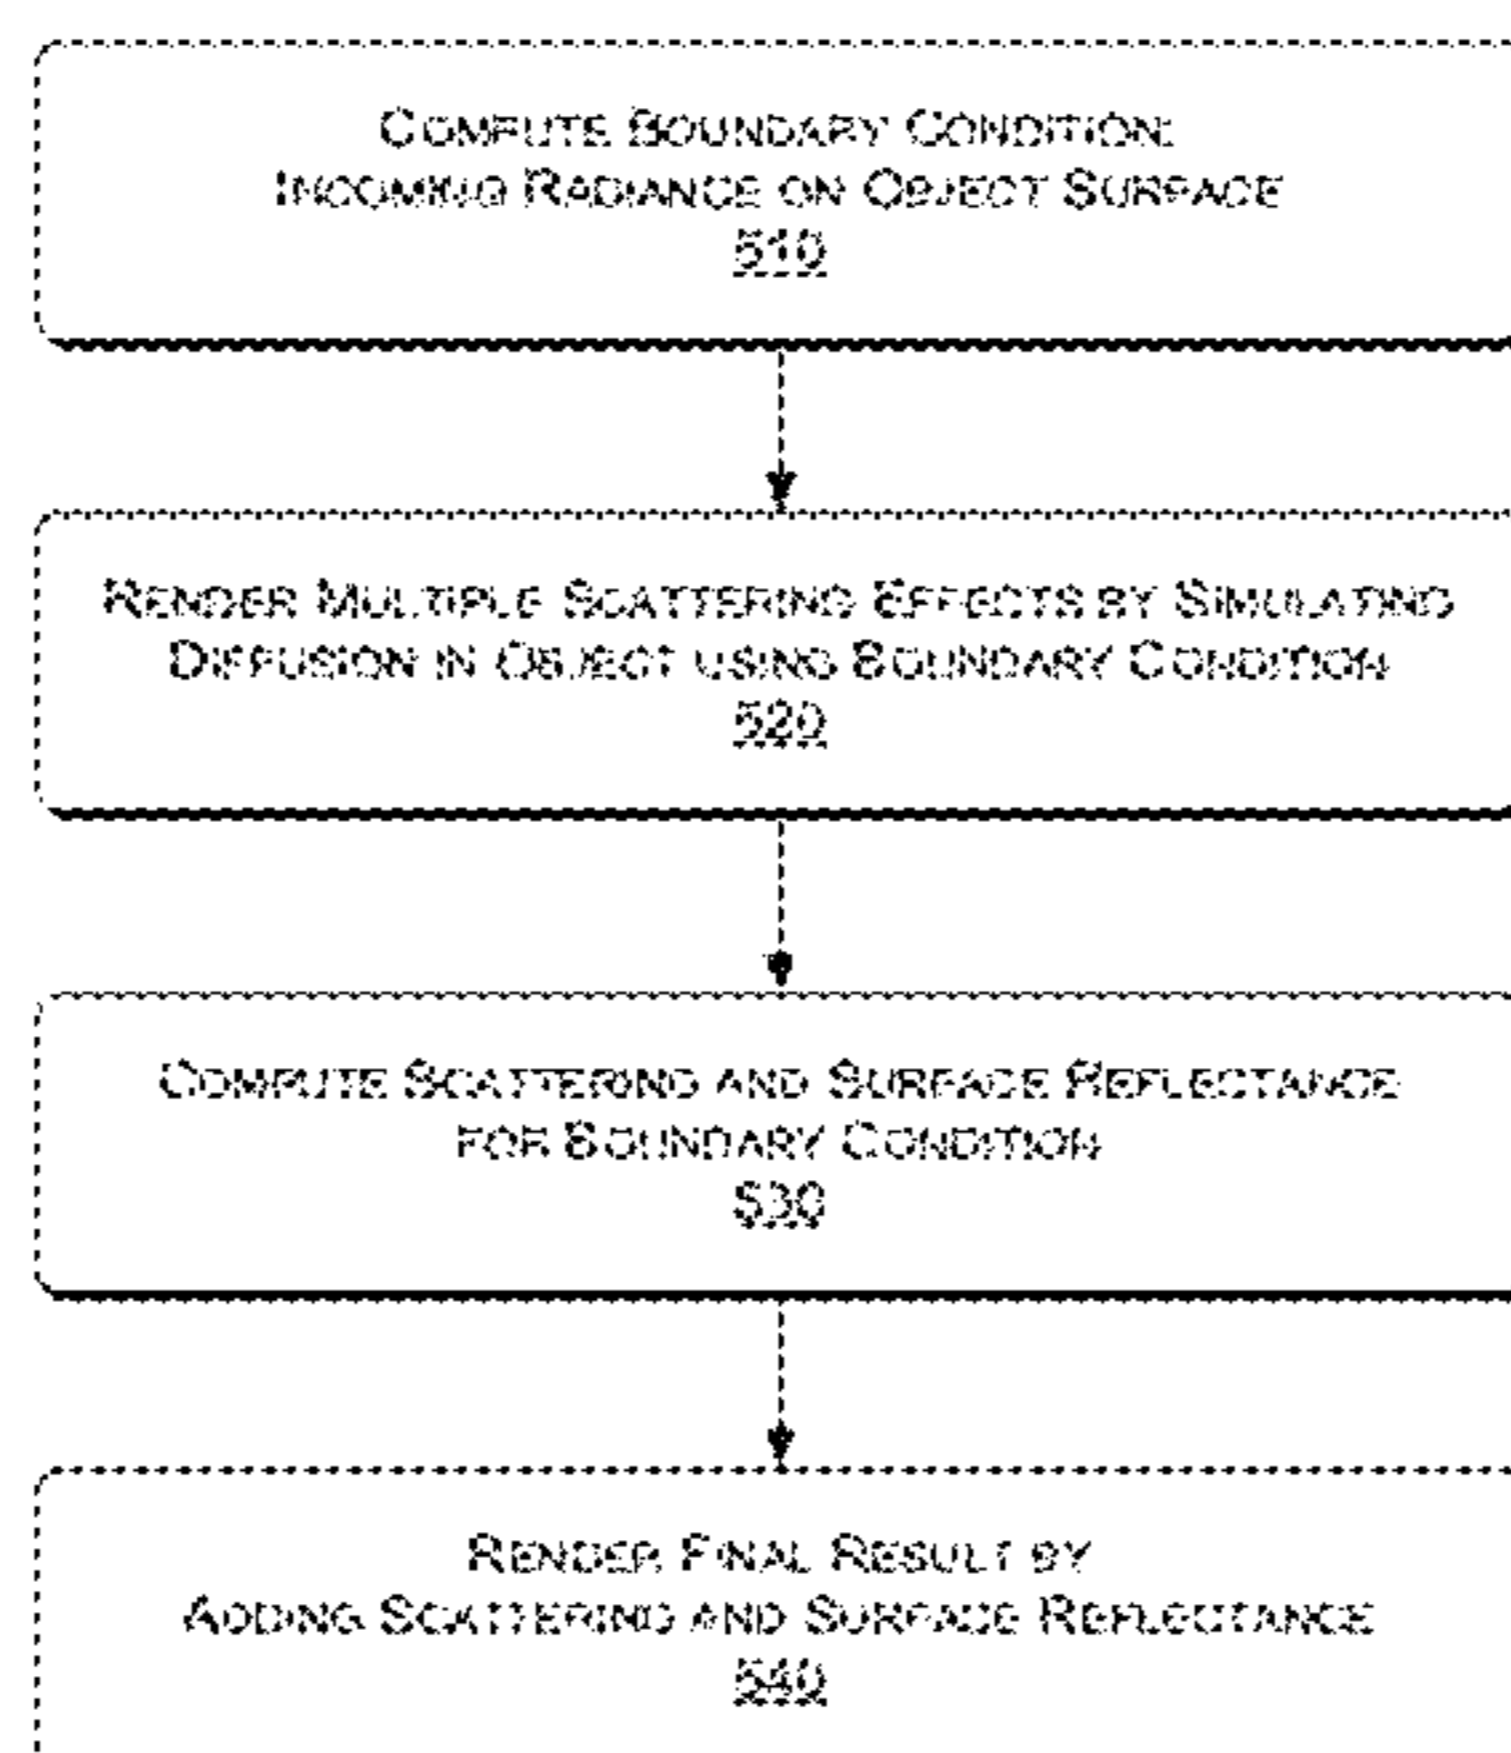 COMPUTE BOUNDARY CONDITION:
INCOMING RADIANCE ON OBJECT SURFACE
510
RENDER MULTIPLE SCATTERING EFFECTS BY SIMULATING
DIFFUSION IN OBJECT USING BOUNDARY CONDITION
520
COMPUTE SCATTERING AND SURFACE REFLECTANCE
FOR BOUNDARY CONDITION
530
RENDER FINAL RESULT BY
ADDING SCATTERING AND SURFACE REFLECTANCE
540